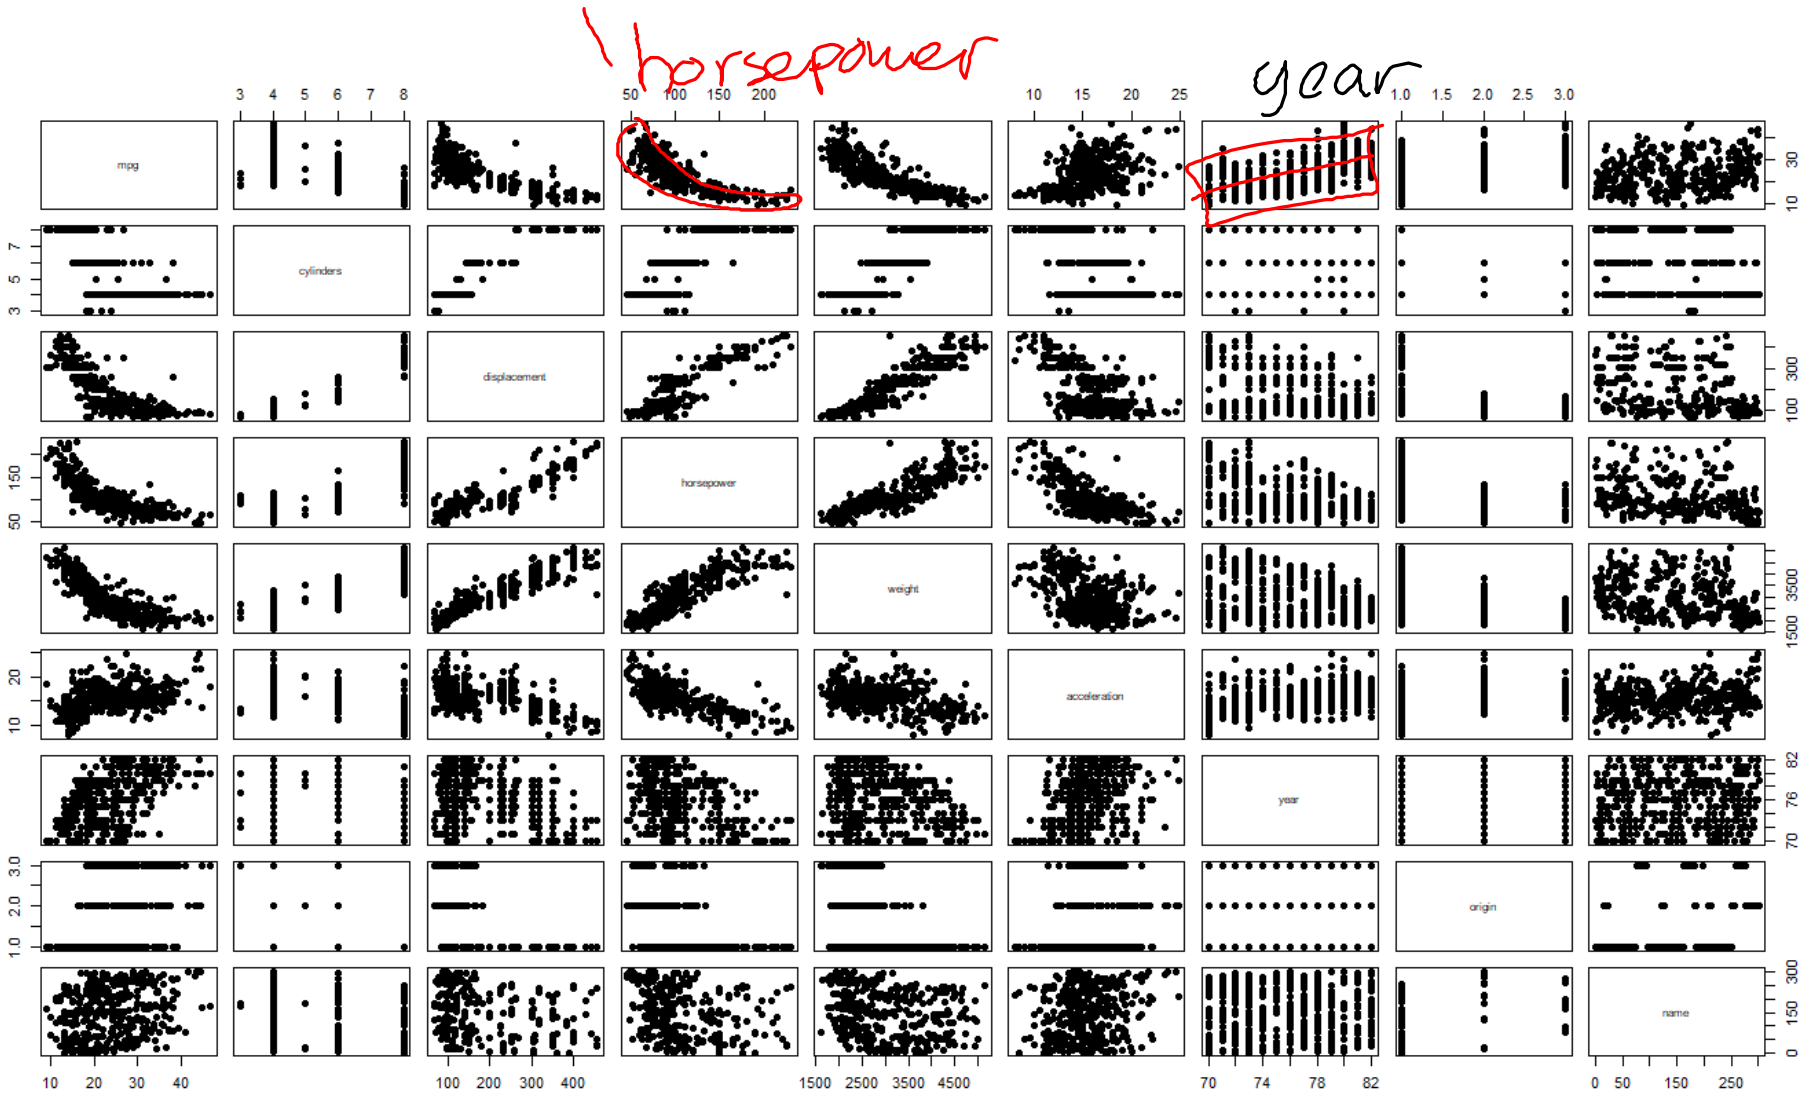 horsepower
year
3 4 5 6 7 8
50 100 150 200
10 15 20 25
1.0 1.5 2.0 2.5 3.0
mpg
10 30
3 5 7
cylinders
displacement
100 300
50 150
horsepower
weight
1500 3500
10 20
acceleration
year
70 76 82
1.0 2.0 3.0
origin
name
0 150 300
10 20 30 40
100 200 300 400
1500 2500 3500 4500
70 74 78 82
0 50 150 250